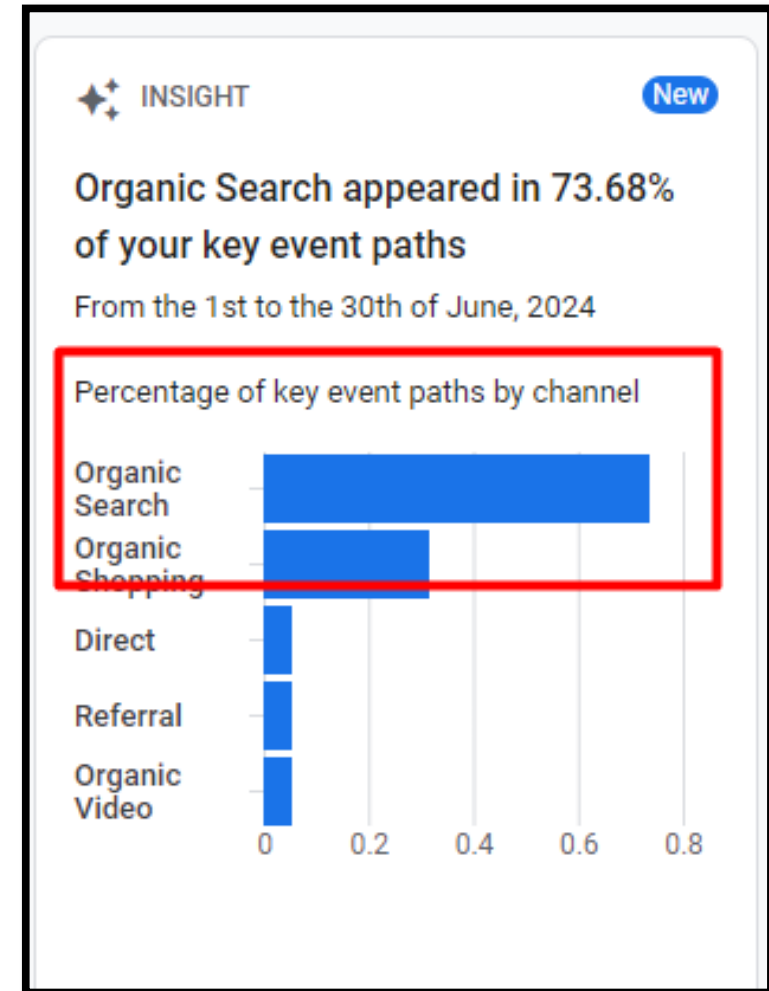 INSIGHT
New
Organic Search appeared in 73.68%
of your key event paths
From the 1st to the 30th of June, 2024
Percentage of key event paths by channel
Organic
Search
Organic
Shopping
Direct
Referral
Organic
Video
0 0.2 0.4 0.6 0.8